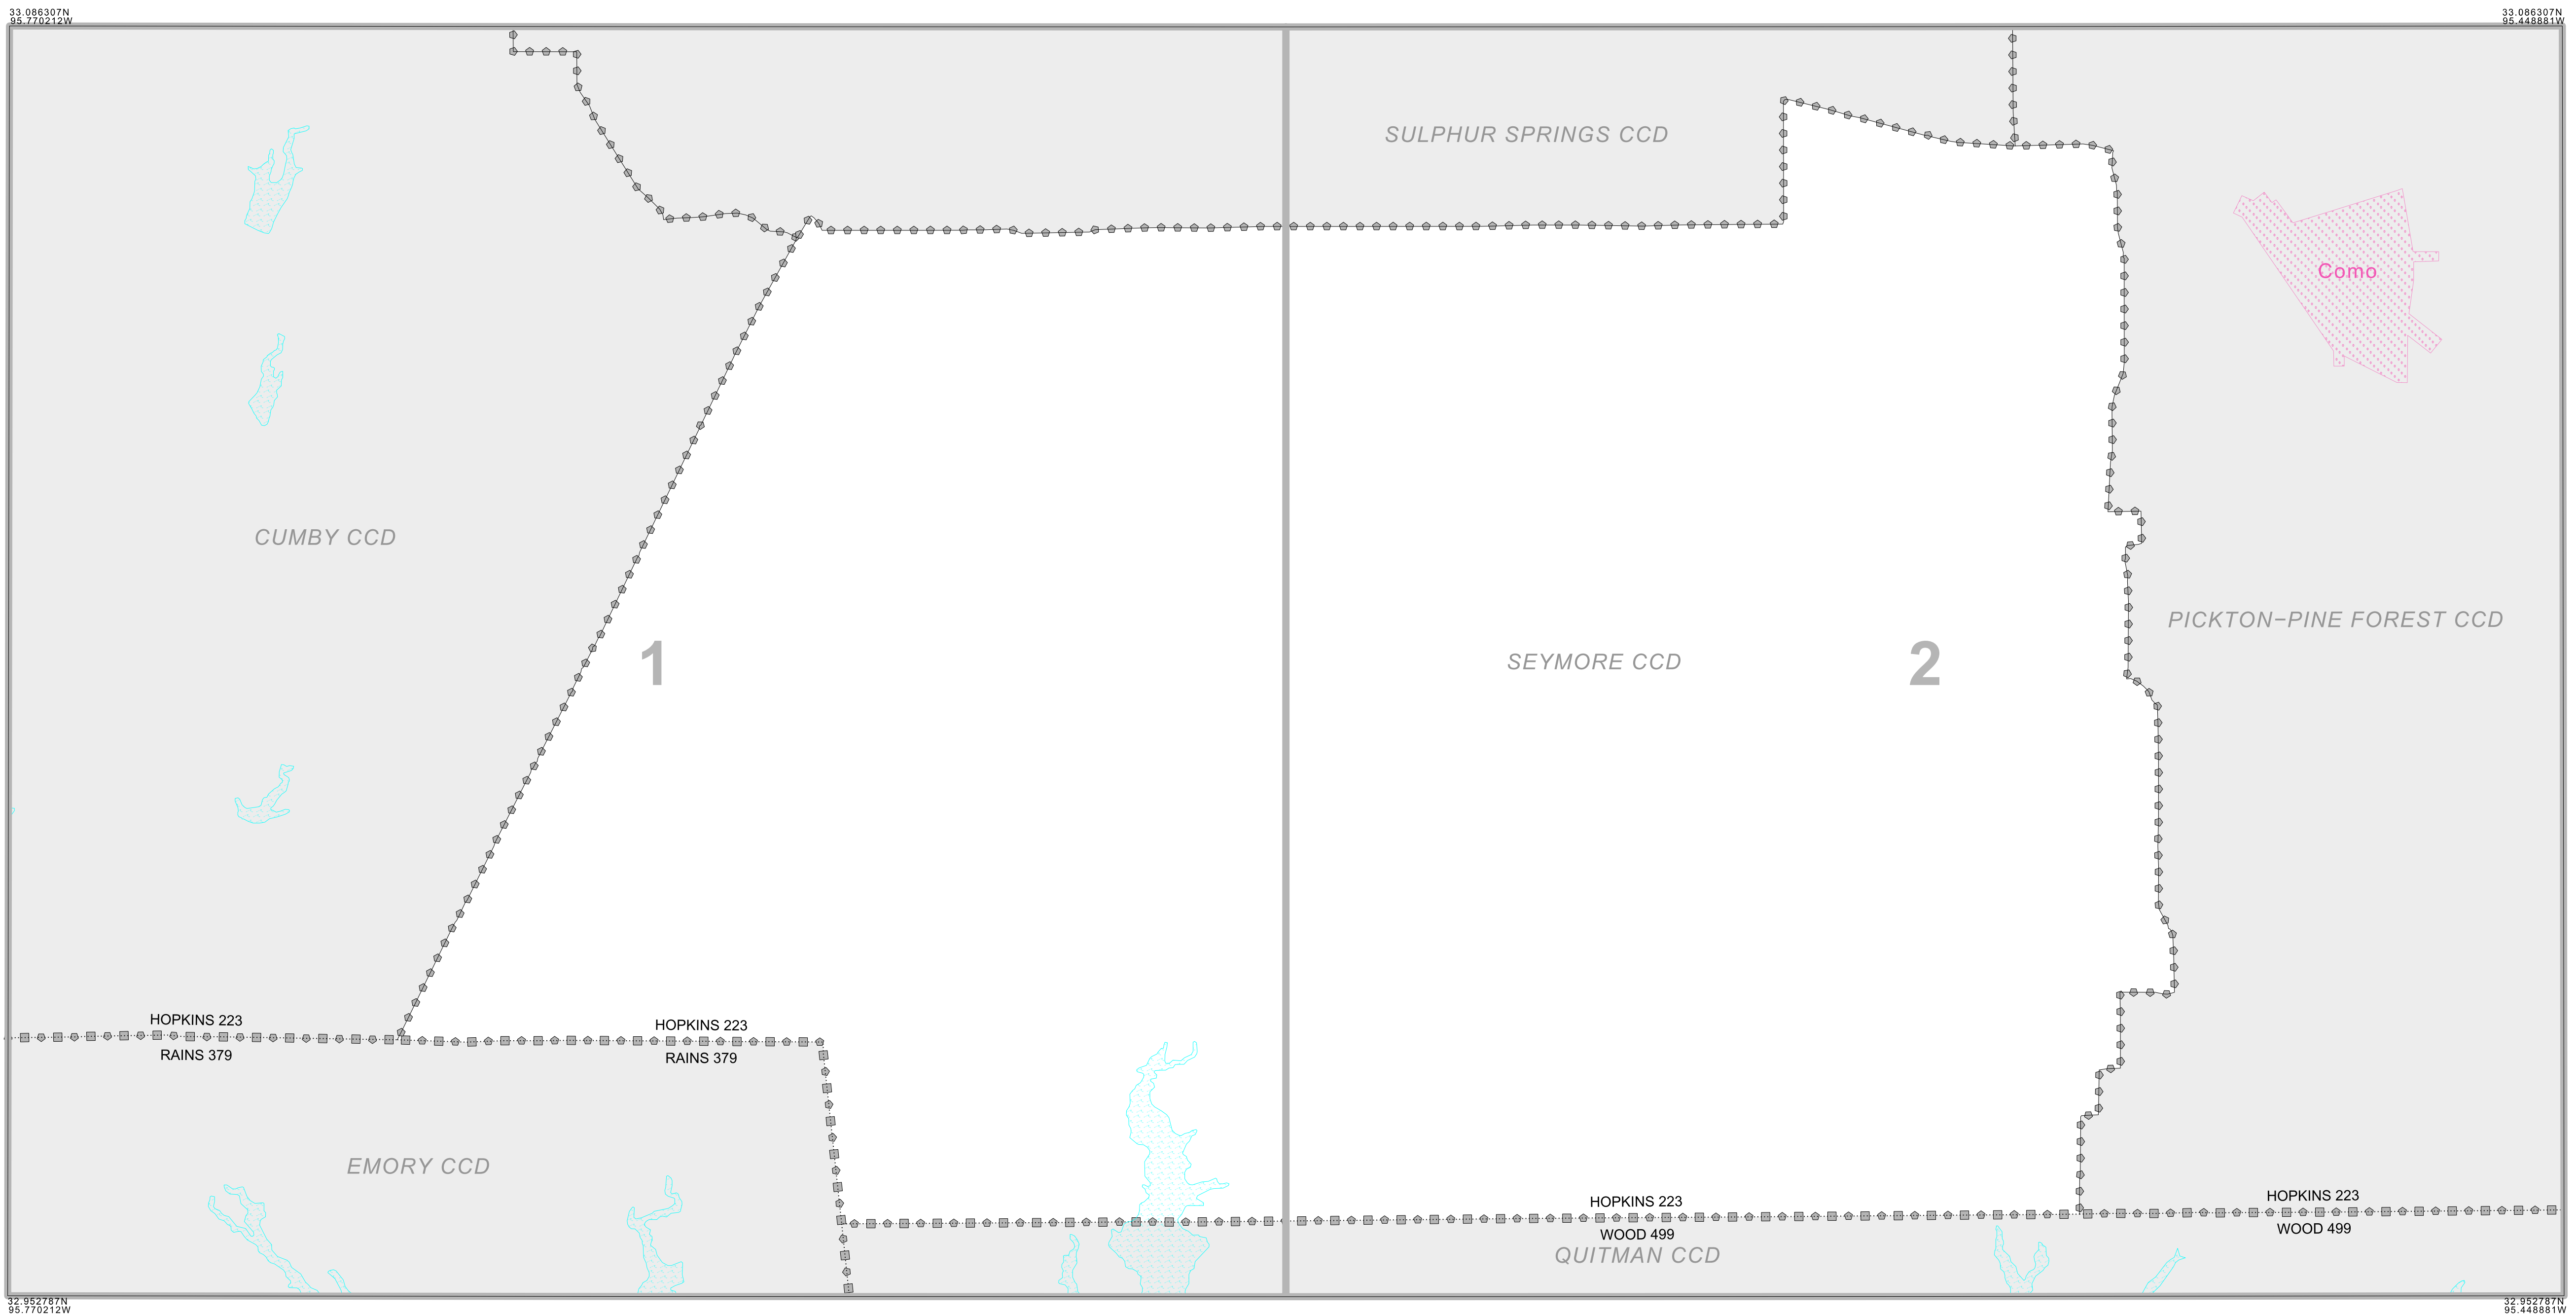 33.086307N
95.770212W
33.086307N
95.448881W
SULPHUR SPRINGS CCD
Como
CUMBY CCD
PICKTON-PINE FOREST CCD
1
SEYMORE CCD
2
HOPKINS 223
RAINS 379
HOPKINS 223
RAINS 379
EMORY CCD
HOPKINS 223
WOOD 499
HOPKINS 223
WOOD 499
QUITMAN CCD
32.952787N
95.770212W
32.952787N
95.448881W